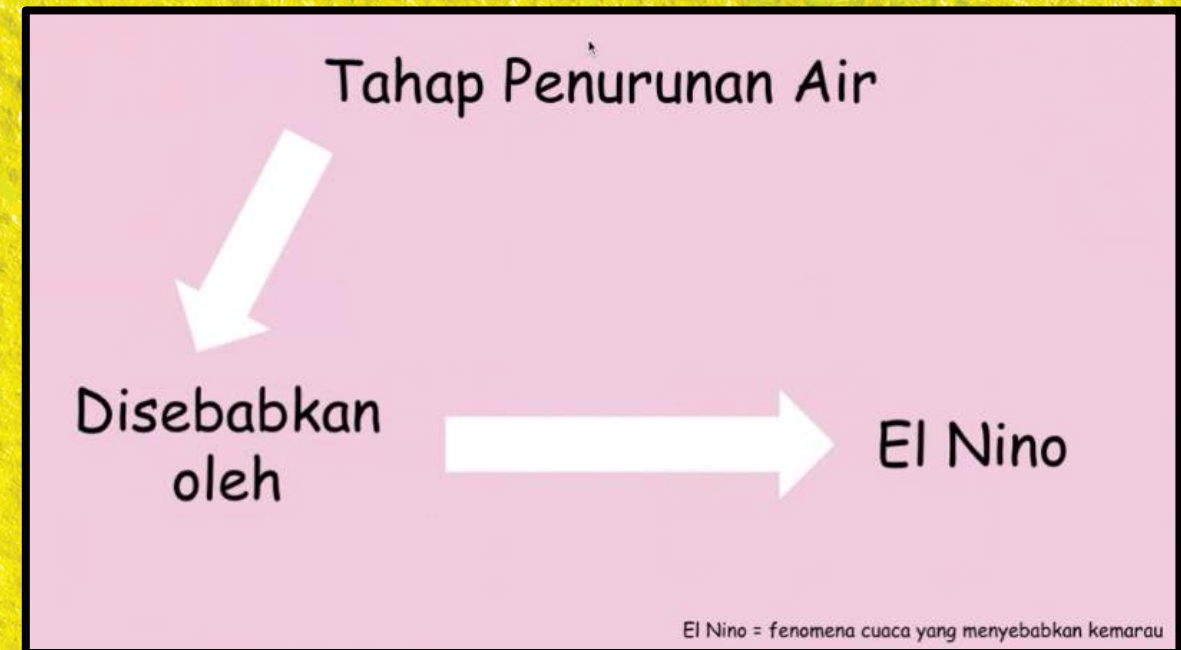 Tahap Penurunan Air
Disebabkan
oleh
El Nino
El Nino = fenomena cuaca yang menyebabkan kemarau